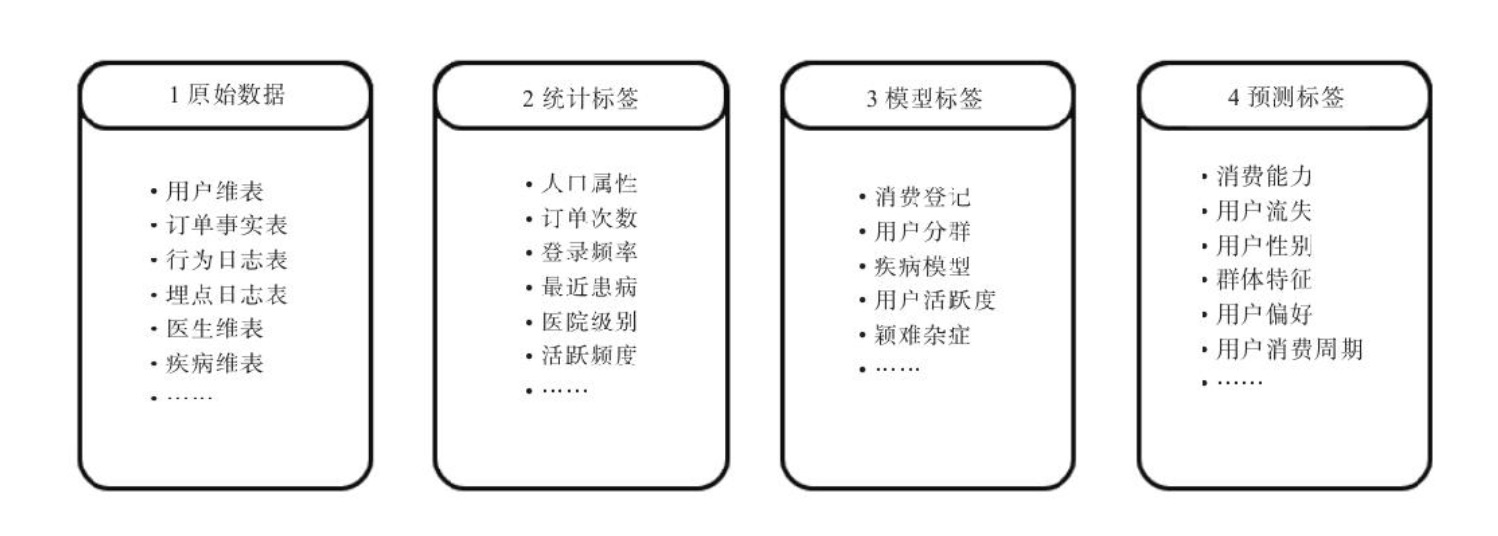 1 原始数据
• 用户维表
• 订单事实表
• 行为日志表
• 埋点日志表
• 医生维表
• 疾病维表
• ……
2 统计标签
• 人口属性
• 订单次数
• 登录频率
• 最近患病
• 医院级别
• 活跃频度
• ……
3 模型标签
• 消费登记
• 用户分群
• 疾病模型
• 用户活跃度
• 颖难杂症
• ……
4 预测标签
• 消费能力
• 用户流失
• 用户性别
• 群体特征
• 用户偏好
• 用户消费周期
• ……